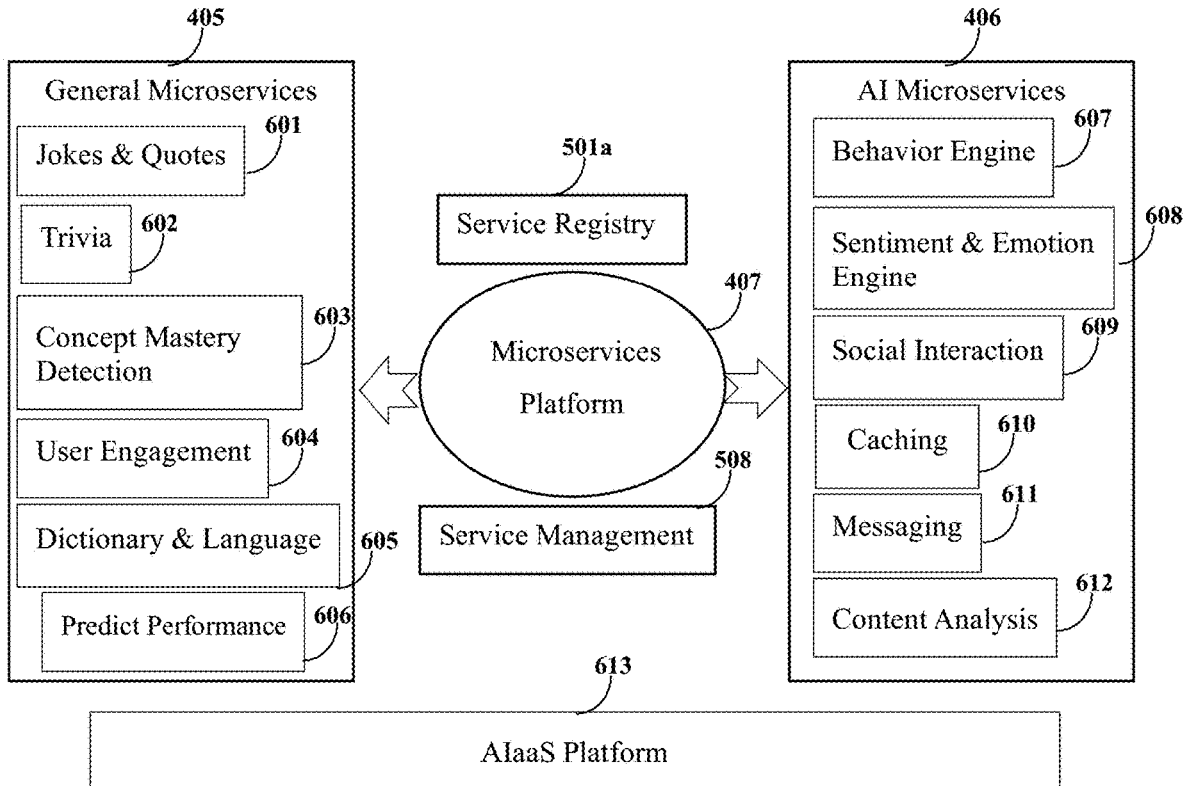 405
406
General Microservices
AI Microservices
601
607
Jokes & Quotes
Behavior Engine
501a
602
Trivia
Service Registry
608
Sentiment & Emotion
Engine
407
603
Concept Mastery
Detection
609
Social Interaction
Microservices
Platform
604
User Engagement
610
Caching
508
611
Messaging
Dictionary & Language
605
Service Management
612
Content Analysis
606
Predict Performance
613
AIaaS Platform